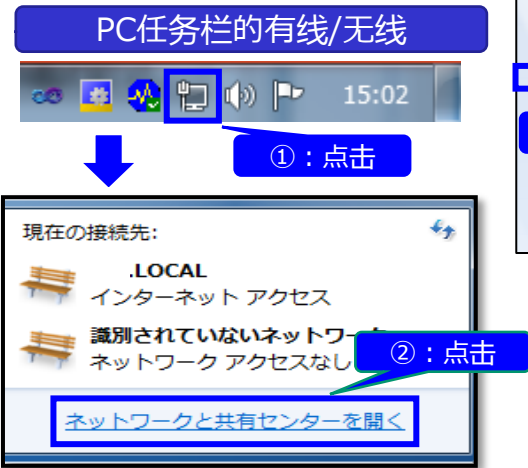 PC任务栏的有线/无线
15:02
①：点击
現在の接続先:
.LOCAL
インターネット アクセス
識別されていないネットワーク
ネットワーク アクセスなし
②：点击
ネットワークと共有センターを開く